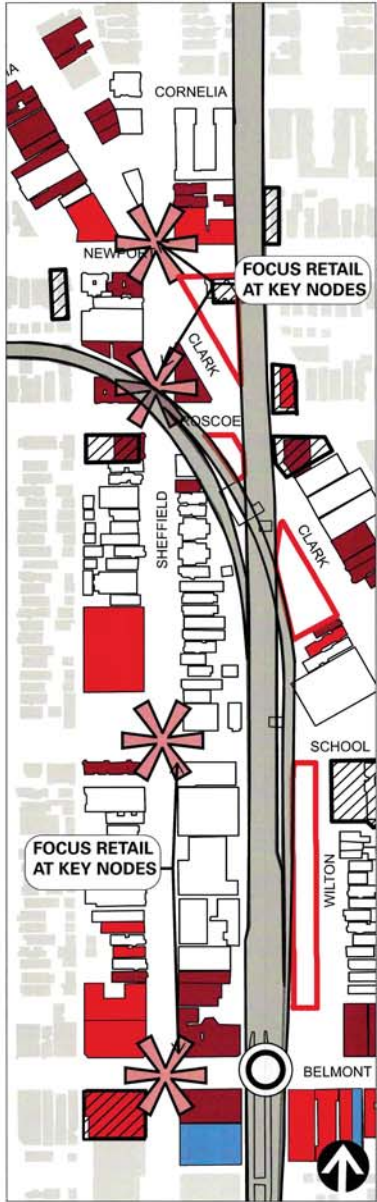 CORNELIA
NEWPORT
FOCUS RETAIL
AT KEY NODES
CLARK
ROSCOE
SHEFFIELD
CLARK
SCHOOL
FOCUS RETAIL
AT KEY NODES
WILTON
BELMONT